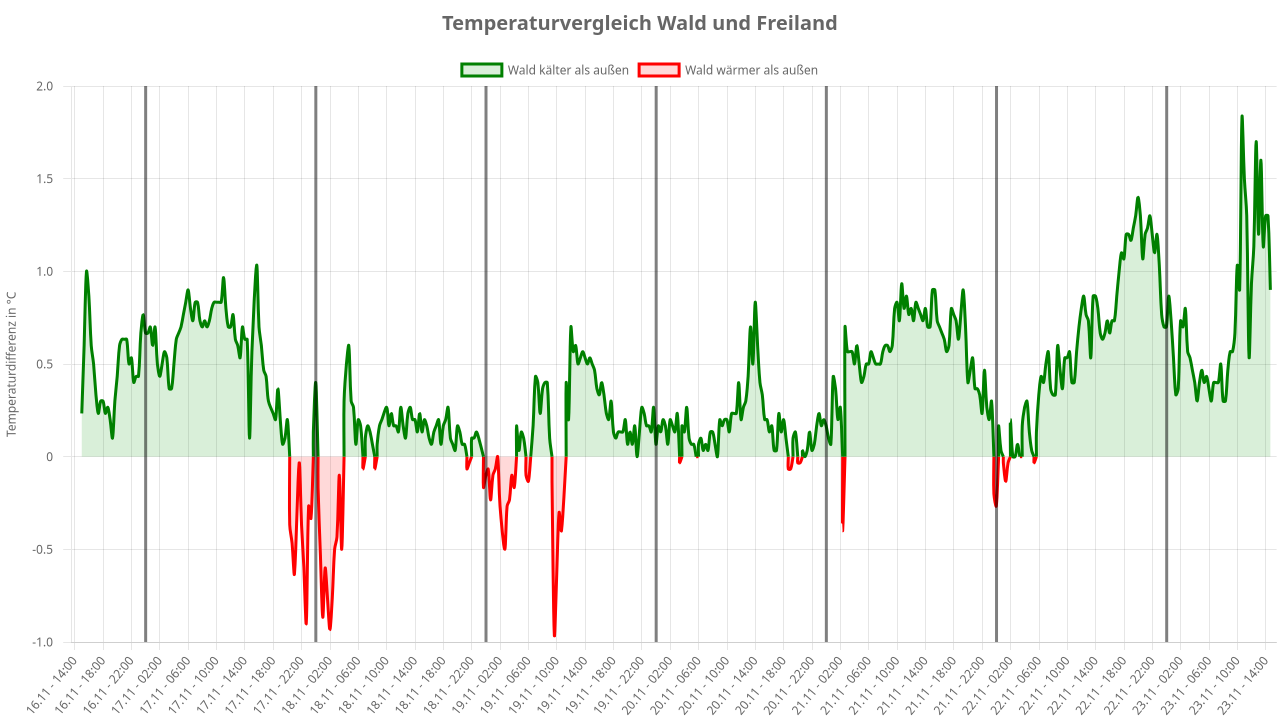 Temperaturvergleich Wald und Freiland
Wald kälter als außen
Wald wärmer als außen
Temperaturdifferenz in °C
2.0
1.5
1.0
0.5
0
-0.5
-1.0
16.11 - 14:00
16.11 - 18:00
16.11 - 22:00
17.11 - 02:00
17.11 - 06:00
17.11 - 10:00
17.11 - 14:00
17.11 - 18:00
17.11 - 22:00
18.11 - 02:00
18.11 - 06:00
18.11 - 10:00
18.11 - 14:00
18.11 - 18:00
18.11 - 22:00
19.11 - 02:00
19.11 - 06:00
19.11 - 10:00
19.11 - 14:00
19.11 - 18:00
19.11 - 22:00
20.11 - 02:00
20.11 - 06:00
20.11 - 10:00
20.11 - 14:00
20.11 - 18:00
20.11 - 22:00
21.11 - 02:00
21.11 - 06:00
21.11 - 10:00
21.11 - 14:00
21.11 - 18:00
21.11 - 22:00
22.11 - 02:00
22.11 - 06:00
22.11 - 10:00
22.11 - 14:00
22.11 - 18:00
22.11 - 22:00
23.11 - 02:00
23.11 - 06:00
23.11 - 10:00
23.11 - 14:00